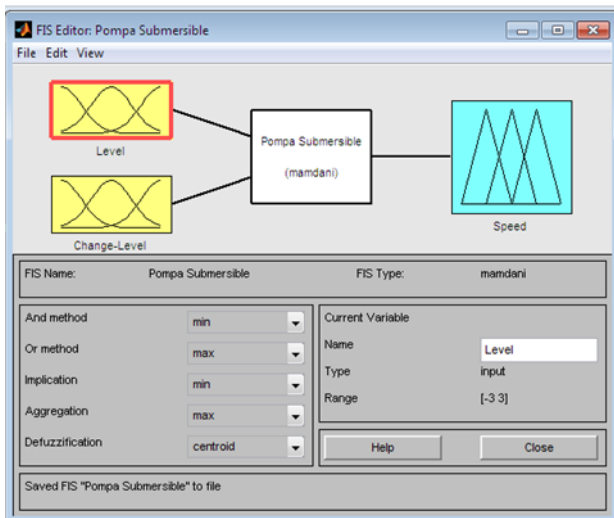 FIS Editor: Pompa Submersible
File Edit View
Level
Change-Level
Pompa Submersible
(mamdani)
Speed
FIS Name: Pompa Submersible FIS Type: mamdani
And method min
Or method max
Implication min
Aggregation max
Defuzzification centroid
Current Variable
Name Level
Type input
Range [-3 3]
Help Close
Saved FIS "Pompa Submersible" to file